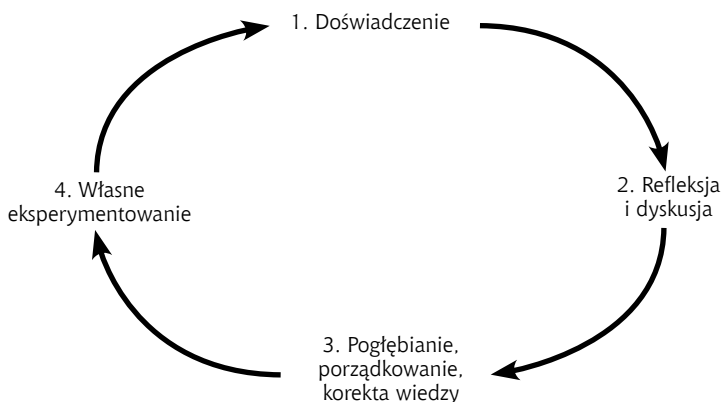 1. Doświadczenie
2. Refleksja
i dyskusja
3. Pogłębianie,
porządkowanie,
korekta wiedzy
4. Własne
eksperymentowanie